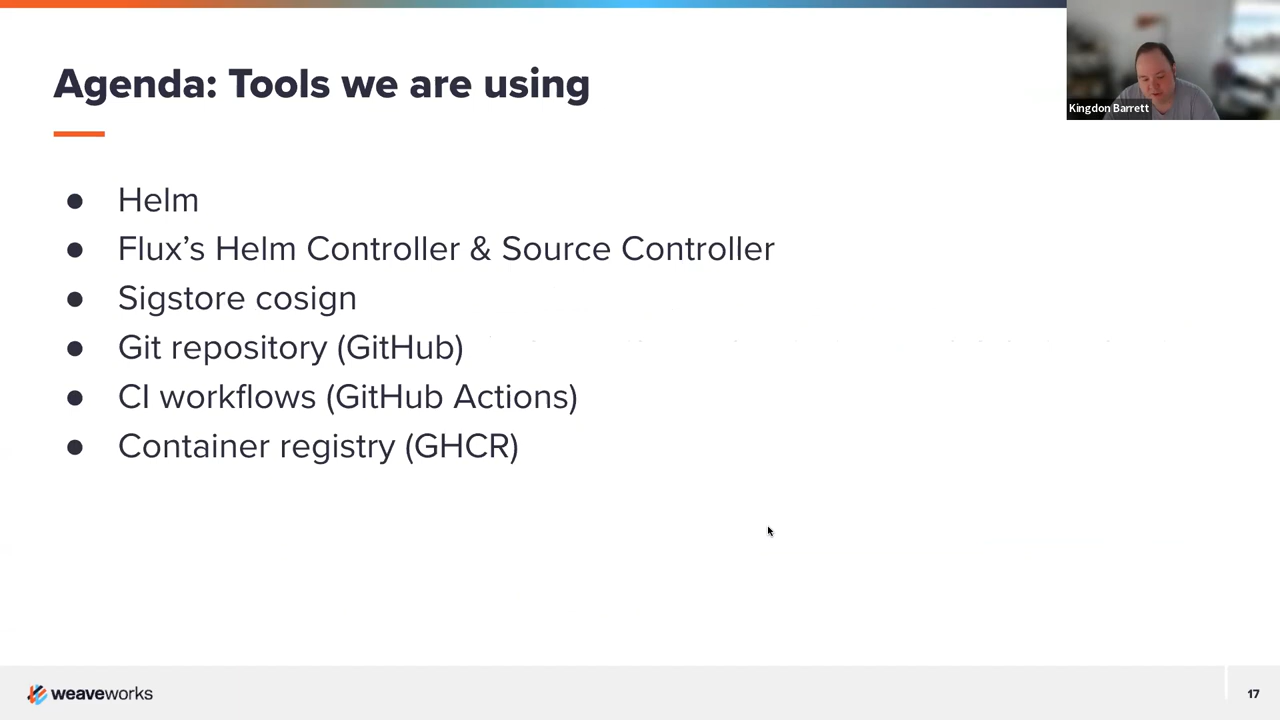 Agenda: Tools we are using
Kingdon Barrett
● Helm
● Flux’s Helm Controller & Source Controller
● Sigstore cosign
● Git repository (GitHub)
● CI workflows (GitHub Actions)
● Container registry (GHCR)
weaveworks
17